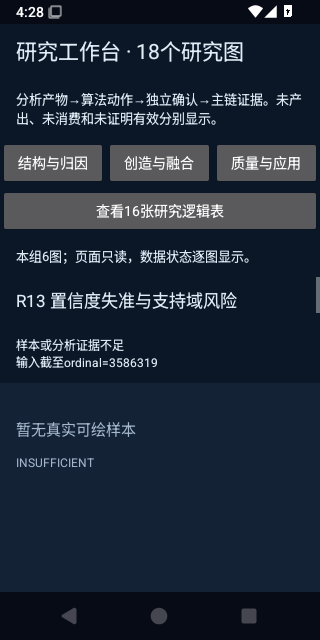 4:28
研究工作台 · 18个研究图
分析产物→算法动作→独立确认→主链证据。未产
出、未消费和未证明有效分别显示。
结构与归因 创造与融合 质量与应用
查看16张研究逻辑表
本组6图；页面只读，数据状态逐图显示。
R13 置信度失准与支持域风险
样本或分析证据不足
输入截至ordinal=3586319
暂无真实可绘样本
INSUFFICIENT